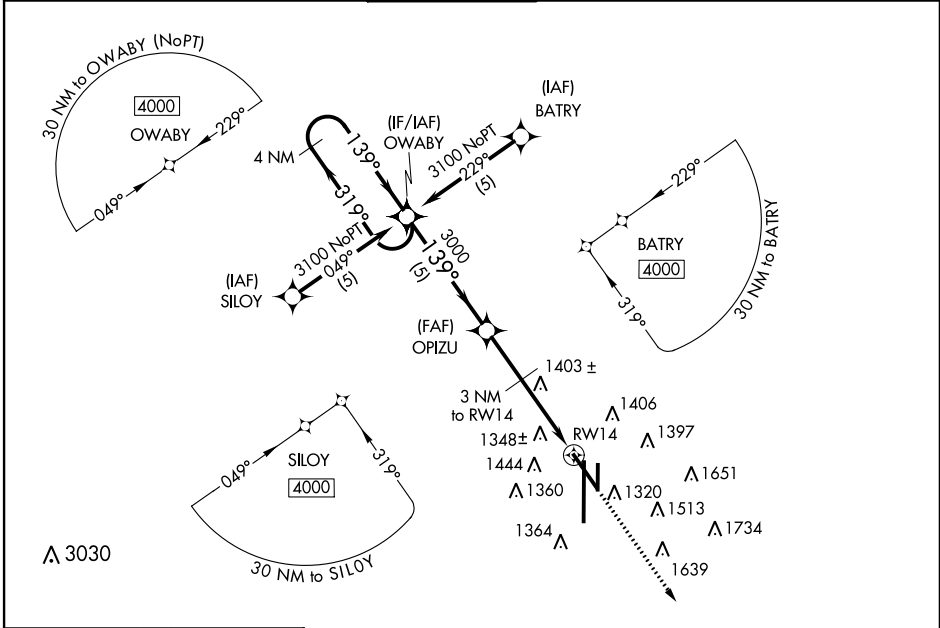 30 NM to OWABY (NoPT)
4000
OWABY
229°
049°
(IAF)
BATRY
(IF/IAF)
OWABY
4 NM
139°
319°
3100 NoPT
229°
(5)
3100 NoPT
049°
(5)
(IAF)
SILOY
3000
139°
(5)
229°
BATRY
4000
319°
30 NM to BATRY
(FAF)
OPIZU
1403 ±
3 NM
to RW14
1406
RW14
1348±
1397
1444
1651
1360
1320
1513
1364
1734
1639
049°
SILOY
4000
319°
30 NM to SILOY
3030